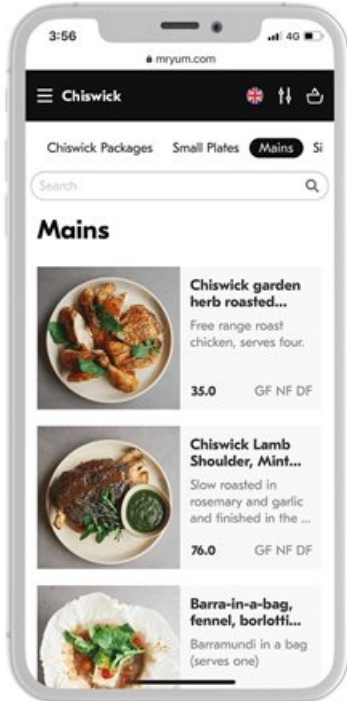 3:56
4G
mryum.com
Chiswick
Chiswick Packages Small Plates Mains Si
Search
Mains
Chiswick garden
herb roasted...
Free range roast
chicken, serves four.
35.0 GF NF DF
Chiswick Lamb
Shoulder, Mint...
Slow roasted in
rosemary and garlic
and finished in the ...
76.0 GF NF DF
Barra-in-a-bag,
fennel, borlotti...
Barramundi in a bag
(serves one)